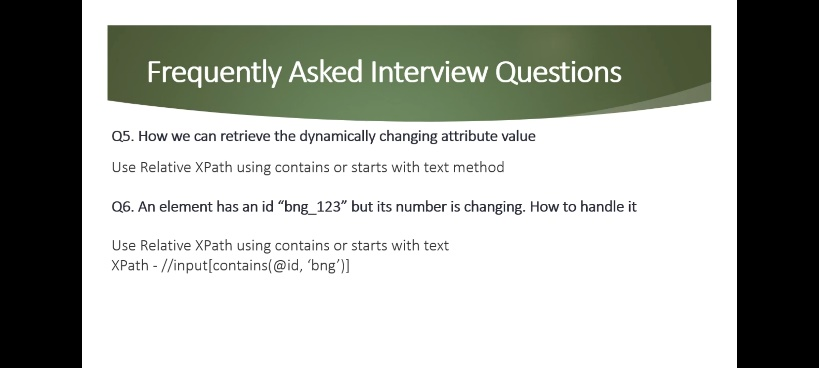 Frequently Asked Interview Questions
Q5. How we can retrieve the dynamically changing attribute value
Use Relative XPath using contains or starts with text method
Q6. An element has an id “bng_123” but its number is changing. How to handle it
Use Relative XPath using contains or starts with text
XPath - //input[contains(@id, ‘bng’)]